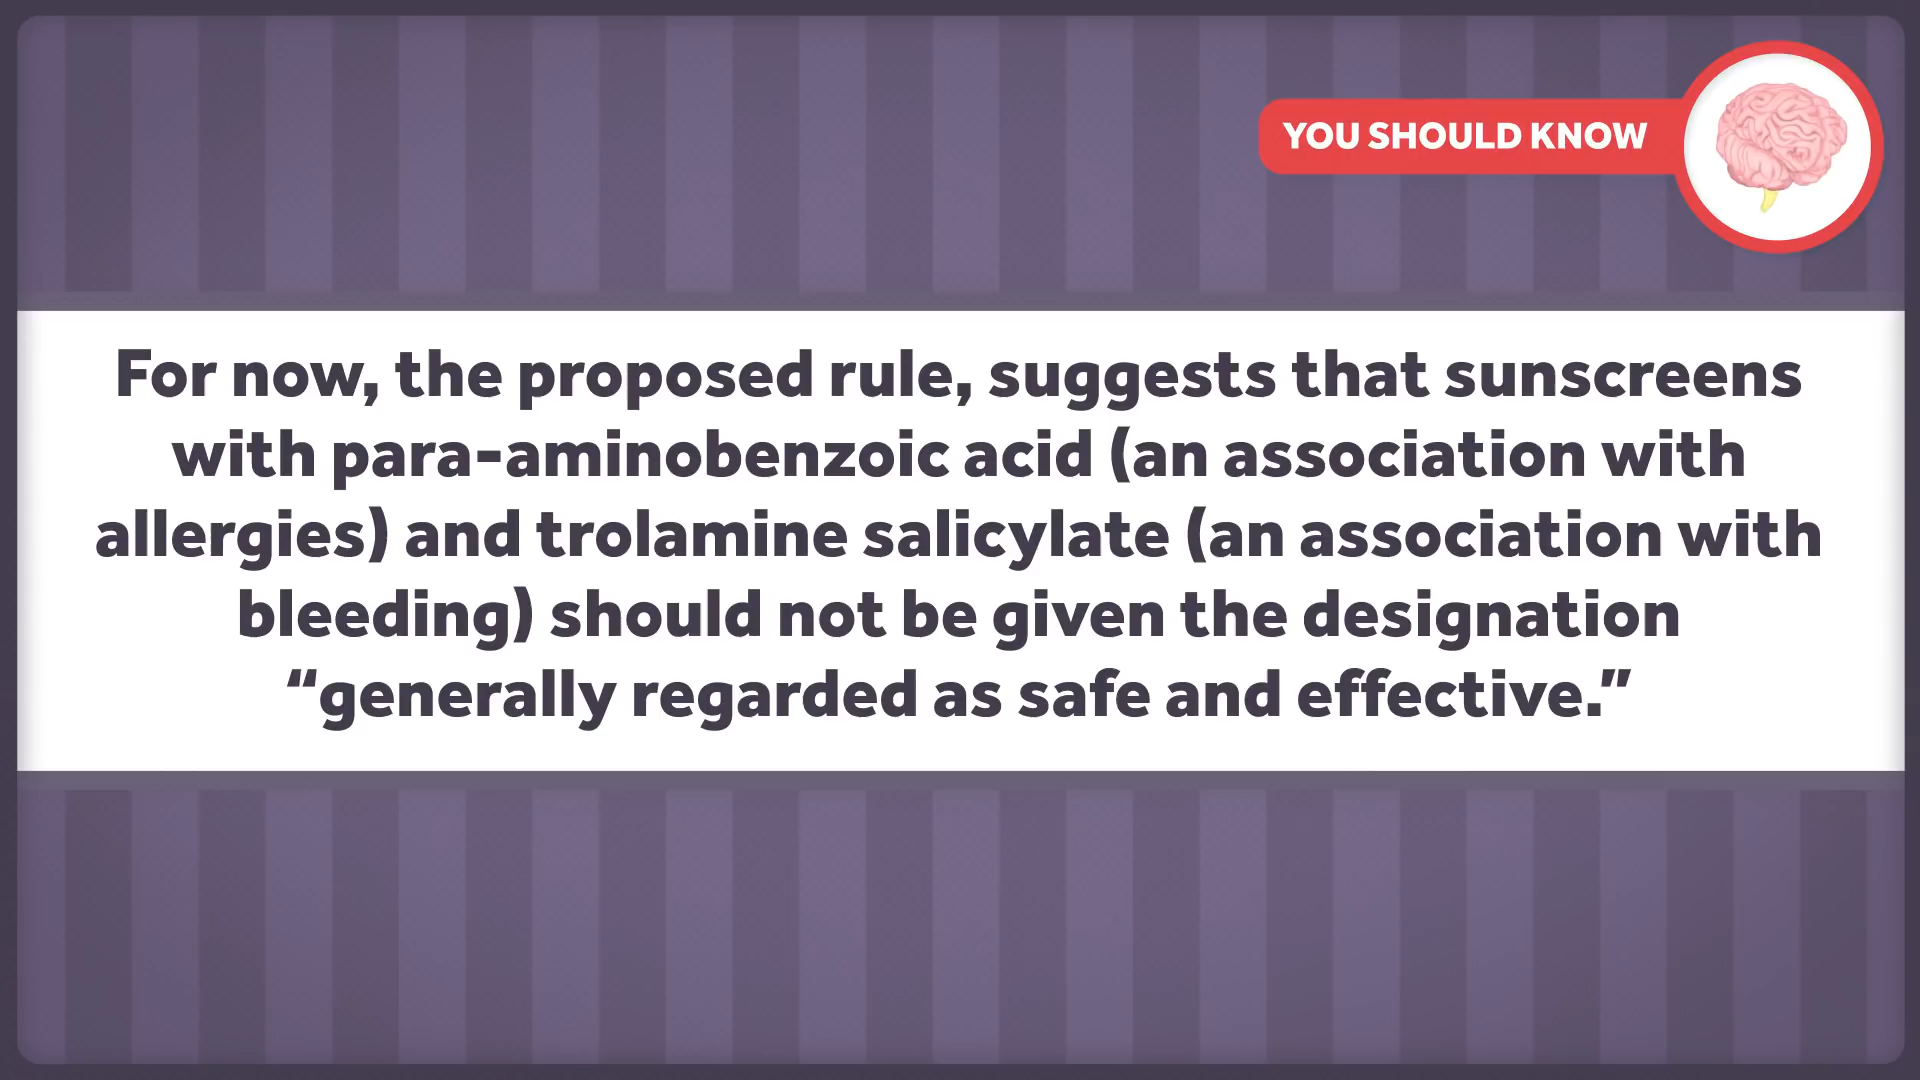 YOU SHOULD KNOW
For now, the proposed rule, suggests that sunscreens
with para-aminobenzoic acid (an association with
allergies) and trolamine salicylate (an association with
bleeding) should not be given the designation
“generally regarded as safe and effective.”